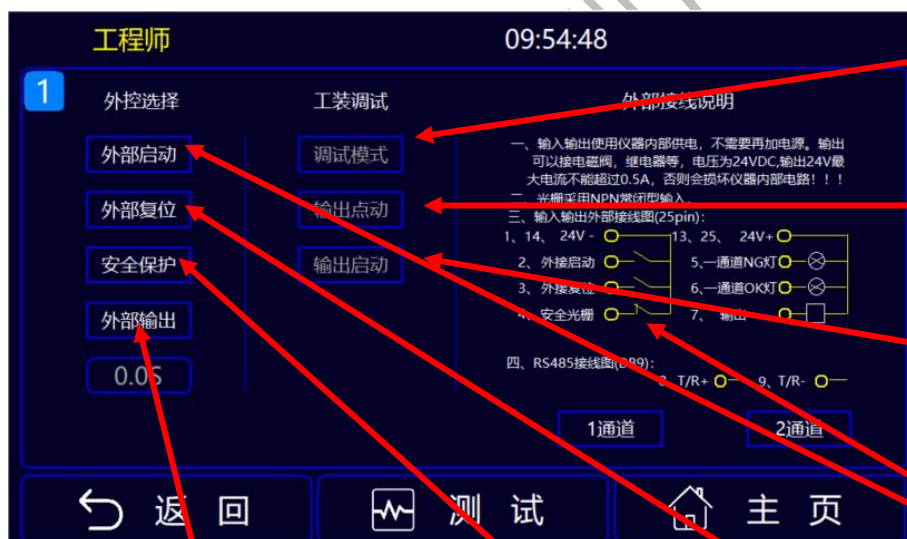 工程师
09:54:48
1
外控选择
工装调试
外部接线说明
外部启动
外部复位
安全保护
外部输出
0.0S
调试模式
输出点动
输出启动
一、输入输出使用仪器内部供电，不需要再加电源。输出
可以接电磁阀，继电器等，电压为24VDC,输出24V最
大电流不能超过0.5A，否则会损坏仪器内部电路！！！
二、光栅采用NPN常闭型输入。
三、输入输出外部接线图(25pin)：
1、14、 24V - 13、25、 24V+
2、外接启动 5、一通道NG灯
3、外接复位 6、一通道OK灯
4、安全光栅 7、 输出
四、RS485接线图(DB9)：
8、T/R+ 9、T/R-
1通道 2通道
返 回 测 试 主 页